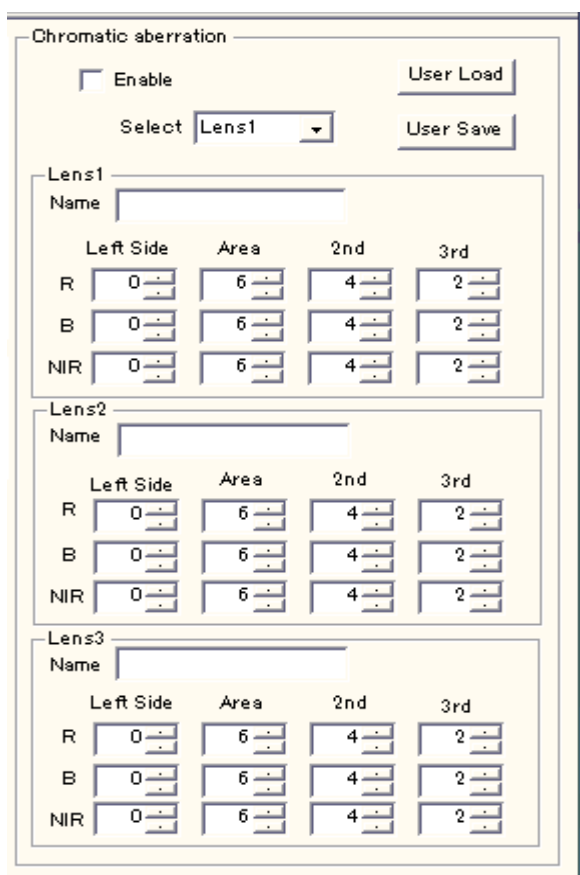 Chromatic aberration
Enable User Load
Select Lens1 User Save
Lens1
Name
Left Side Area 2nd 3rd
R 0 6 4 2
B 0 6 4 2
NIR 0 6 4 2
Lens2
Name
Left Side Area 2nd 3rd
R 0 6 4 2
B 0 6 4 2
NIR 0 6 4 2
Lens3
Name
Left Side Area 2nd 3rd
R 0 6 4 2
B 0 6 4 2
NIR 0 6 4 2